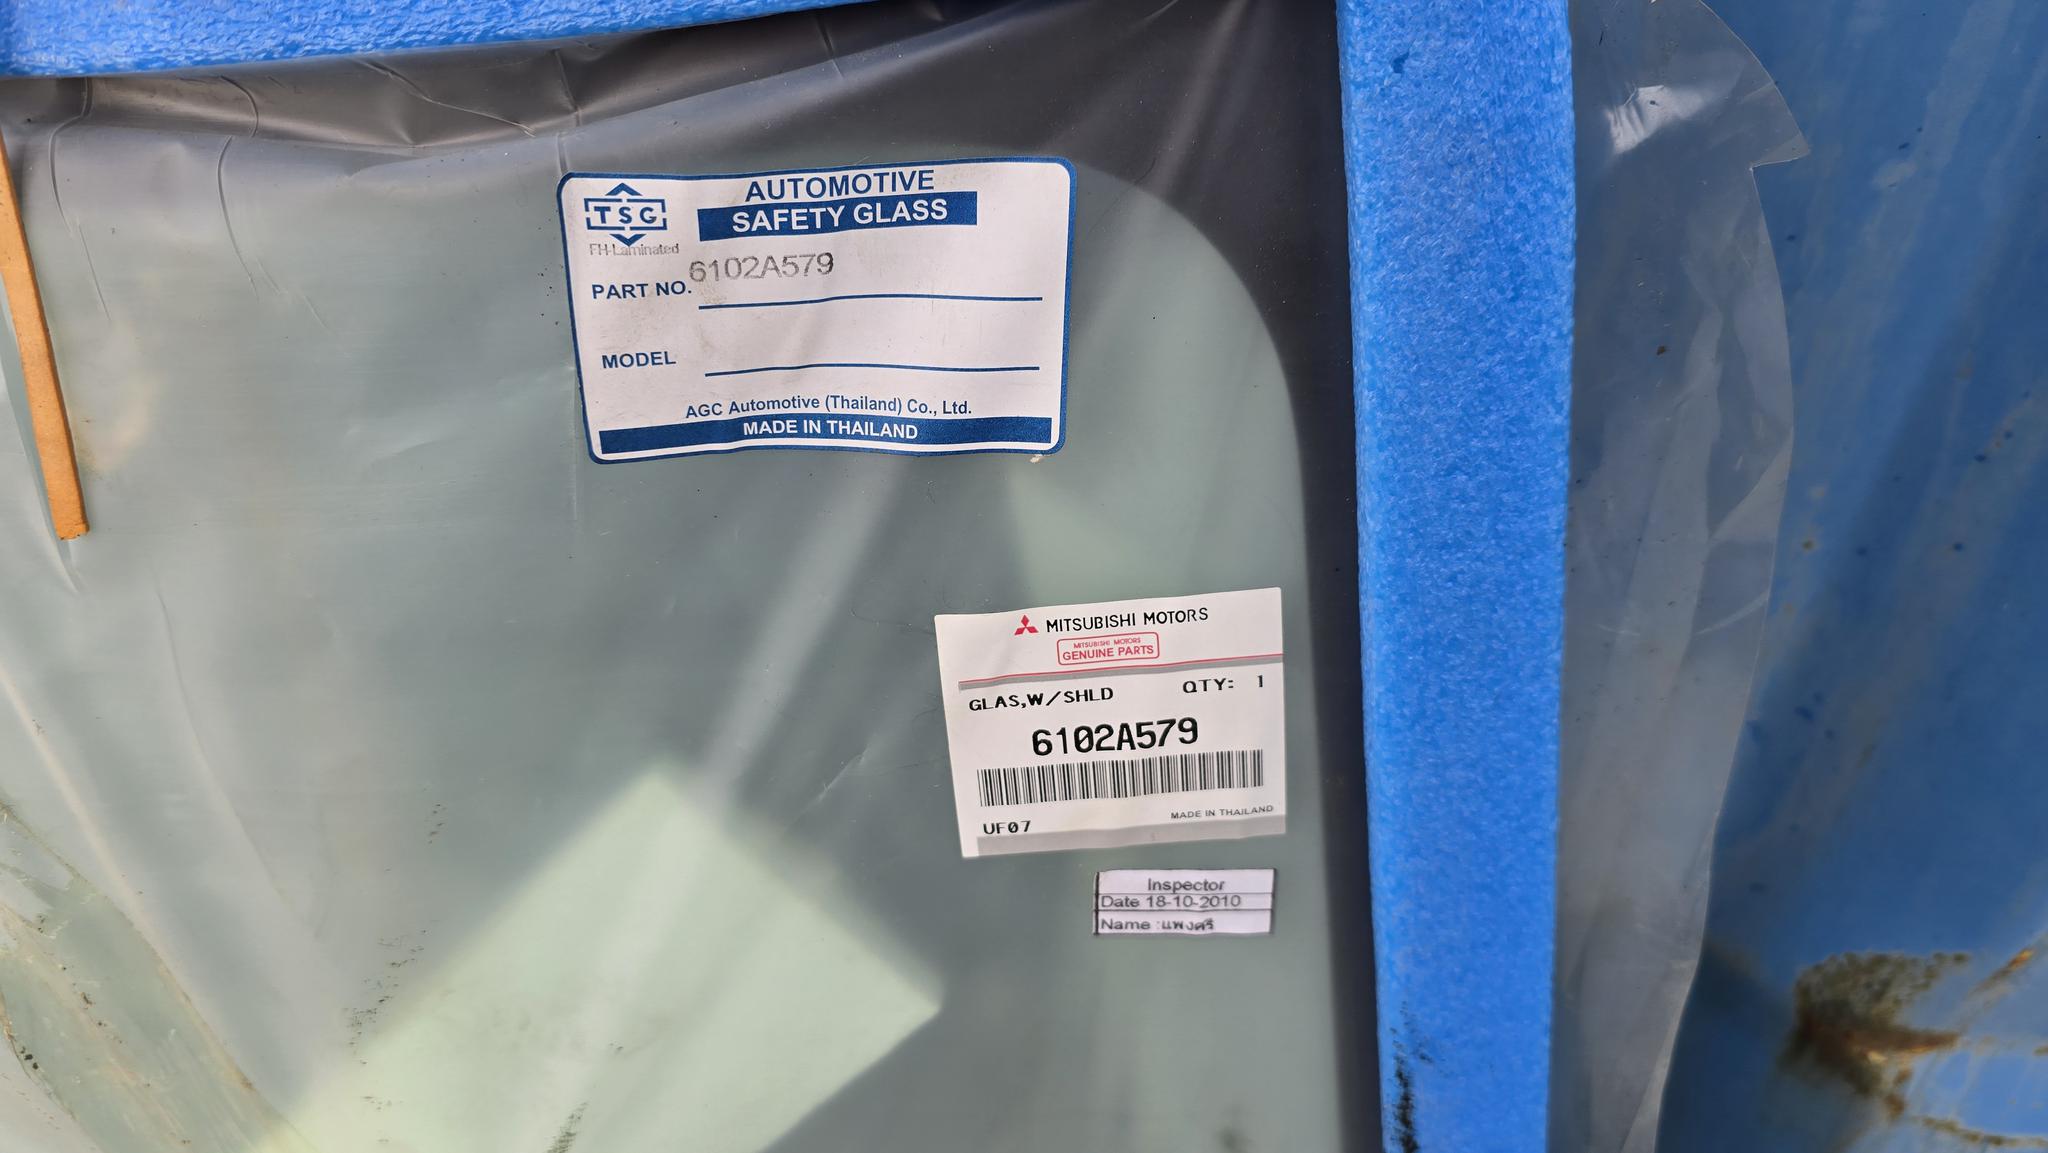 AUTOMOTIVE
SAFETY GLASS
TSG
FH-Laminated
PART NO. 6102A579
MODEL
AGC Automotive (Thailand) Co., Ltd.
MADE IN THAILAND
MITSUBISHI MOTORS
MITSUBISHI MOTORS
GENUINE PARTS
GLAS,W/SHLD QTY: 1
6102A579
UF07 MADE IN THAILAND
Inspector
Date 18-10-2010
Name :แพงศรี